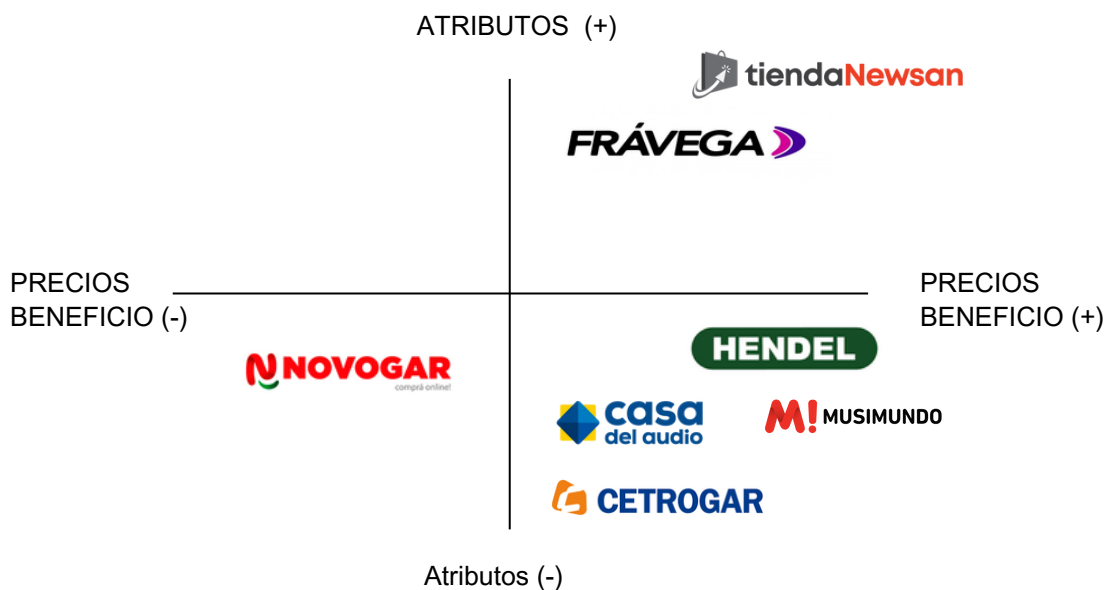 ATRIBUTOS (+)
tiendaNewsan
FRÁVEGA
PRECIOS
BENEFICIO (-)
PRECIOS
BENEFICIO (+)
HENDEL
NOVOGAR
comprá online!
casa
del audio
M! MUSIMUNDO
CETROGAR
Atributos (-)